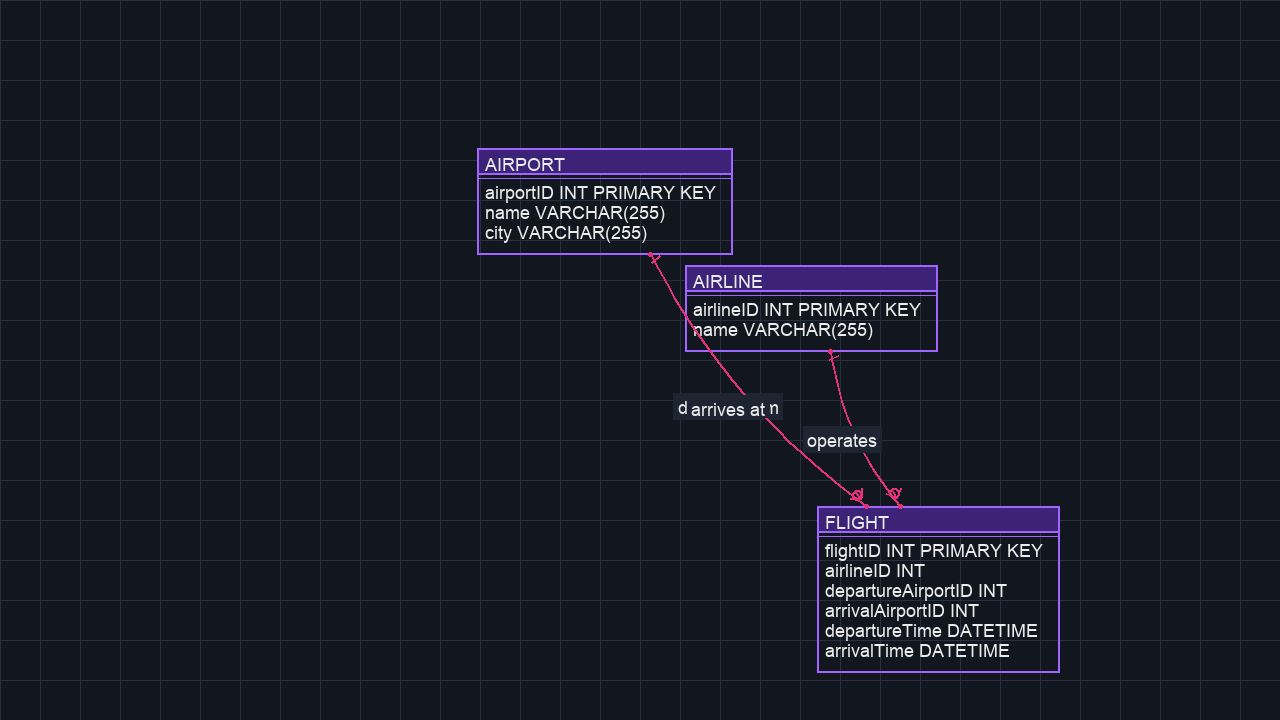 AIRPORT
airportID INT PRIMARY KEY
name VARCHAR(255)
city VARCHAR(255)
AIRLINE
airlineID INT PRIMARY KEY
name VARCHAR(255)
arrives at
operates
FLIGHT
flightID INT PRIMARY KEY
airlineID INT
departureAirportID INT
arrivalAirportID INT
departureTime DATETIME
arrivalTime DATETIME